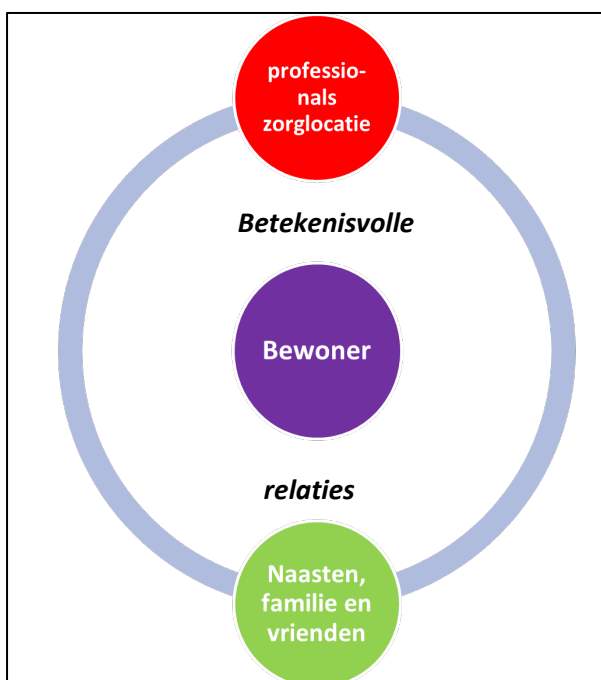 professio-
nals
zorglocatie
Betekenisvolle
Bewoner
relaties
Naasten,
familie en
vrienden